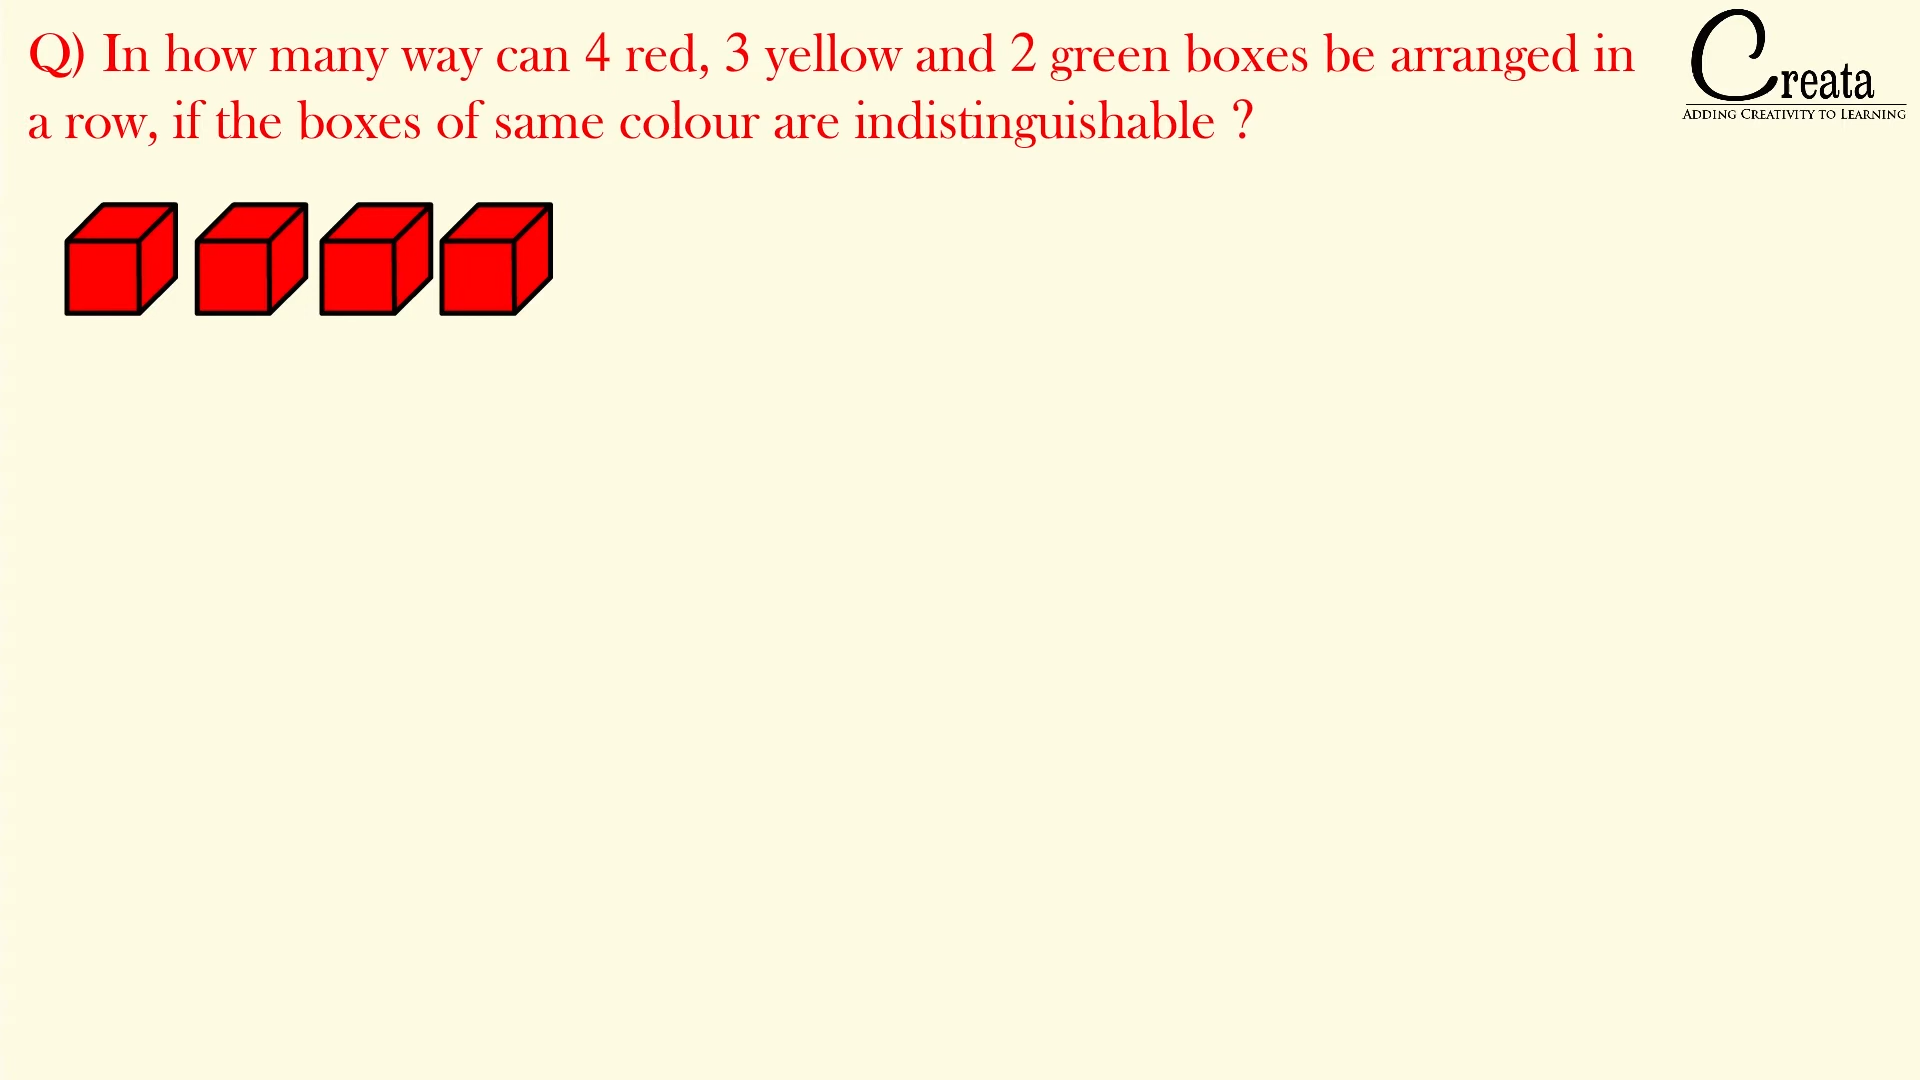 Q) In how many way can 4 red, 3 yellow and 2 green boxes be arranged in
a row, if the boxes of same colour are indistinguishable ?
Creata
ADDING CREATIVITY TO LEARNING